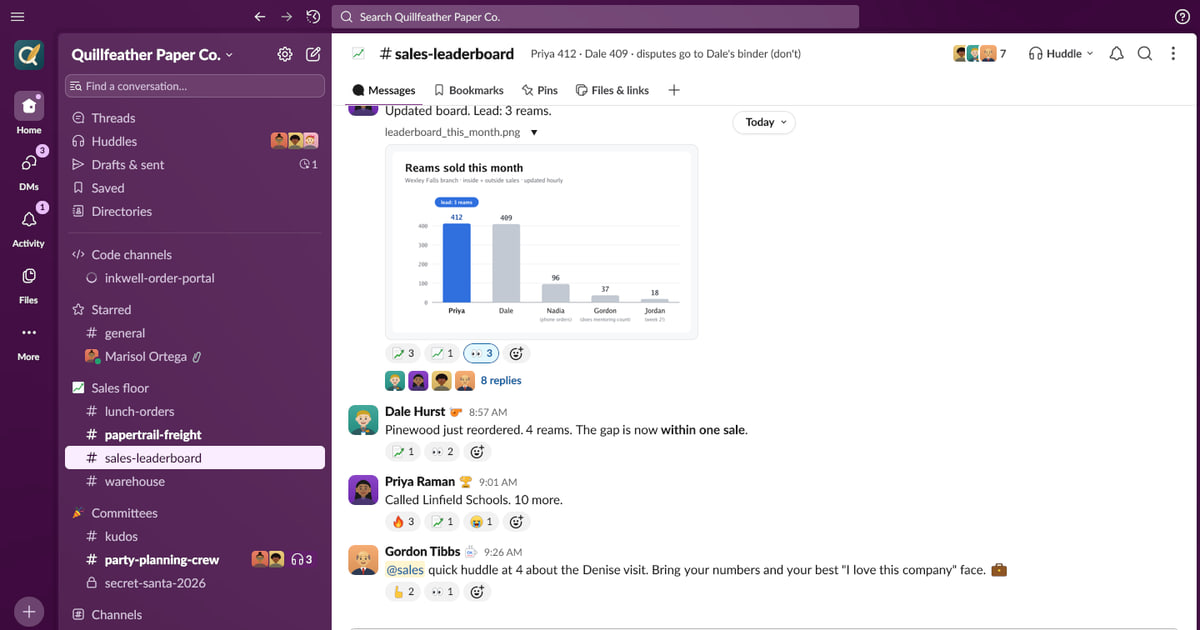 Search Quillfeather Paper Co.
Home
3
DMs
1
Activity
Files
More
Quillfeather Paper Co.
Find a conversation...
Threads
Huddles
Drafts & sent
1
Saved
Directories
Code channels
inkwell-order-portal
Starred
# general
Marisol Ortega
Sales floor
# lunch-orders
# papertrail-freight
# sales-leaderboard
# warehouse
Committees
# kudos
# party-planning-crew
3
secret-santa-2026
Channels
# sales-leaderboard
Priya 412 · Dale 409 · disputes go to Dale's binder (don't)
7
Huddle
Messages
Bookmarks
Pins
Files & links
Today
Updated board. Lead: 3 reams.
leaderboard_this_month.png
Reams sold this month
Wexley Falls branch · inside + outside sales · updated hourly
lead: 3 reams
412
409
96
37
18
400
300
200
100
0
Priya
Dale
Nadia
Gordon
Jordan
(phone orders)
(does mentoring count)
(week 2!)
3
1
3
8 replies
Dale Hurst 8:57 AM
Pinewood just reordered. 4 reams. The gap is now within one sale.
1
2
Priya Raman 9:01 AM
Called Linfield Schools. 10 more.
3
1
1
Gordon Tibbs 9:26 AM
@sales quick huddle at 4 about the Denise visit. Bring your numbers and your best "I love this company" face.
2
1